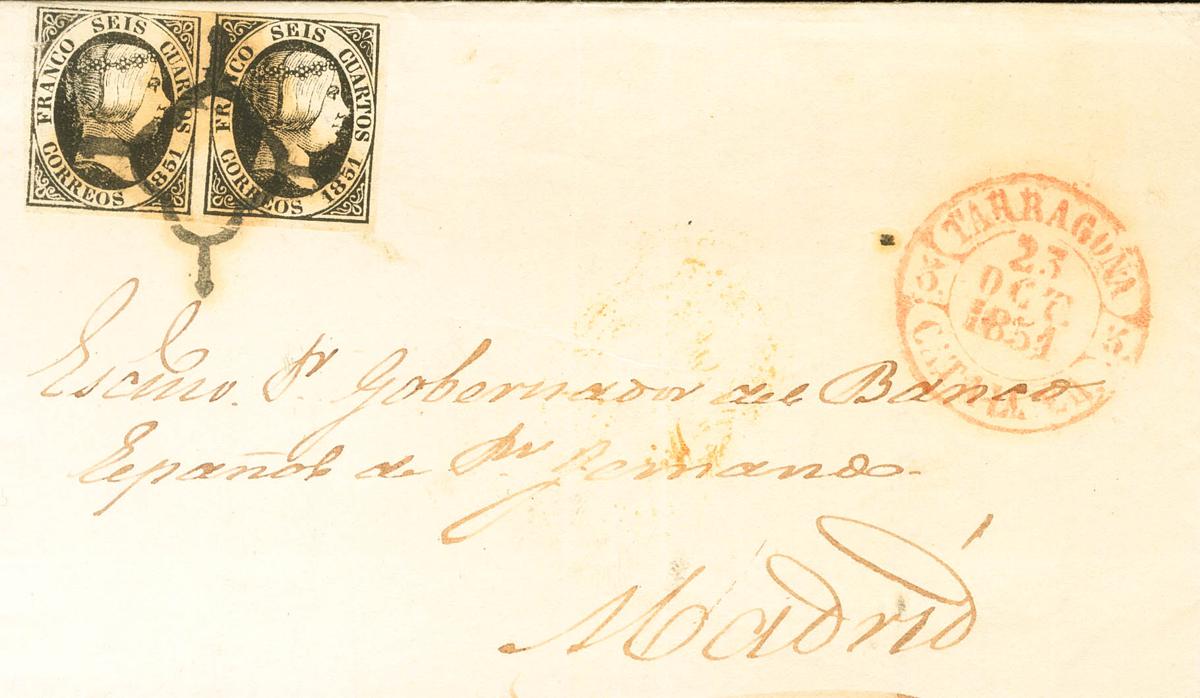 FRANCO SEIS CUARTOS
CORREOS 1851
FRANCO SEIS CUARTOS
CORREOS 1851
TARRAGONA
23
OCT.
1851
Escmo. Sr. Gobernador del Banco
Español de Sn Fernando.
Madrid